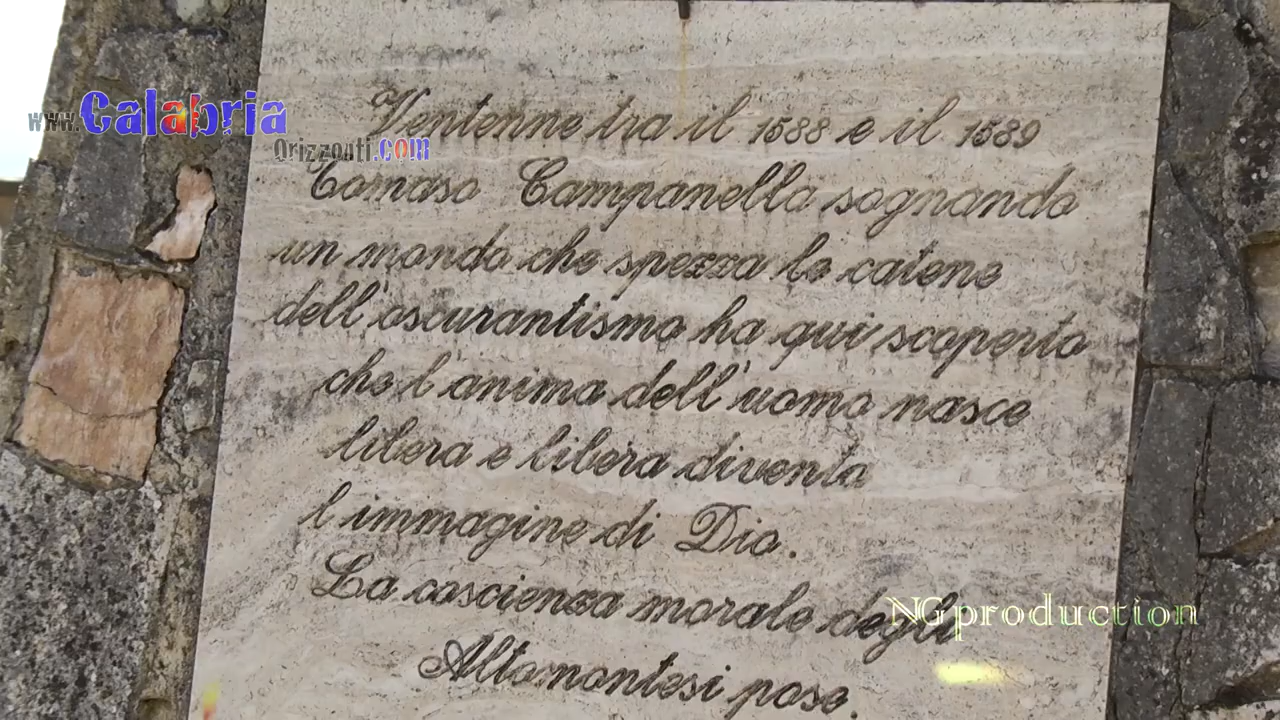 www.Calabria
Orizzonti.com
Ventenne tra il 1588 e il 1589
Tomaso Campanella sognando
un mondo che spezza le catene
dell'oscurantismo ha qui scoperto
che l'anima dell'uomo nasce
libera e libera diventa
l'immagine di Dio.
La coscienza morale degli
Altomontesi pose.
NGproduction